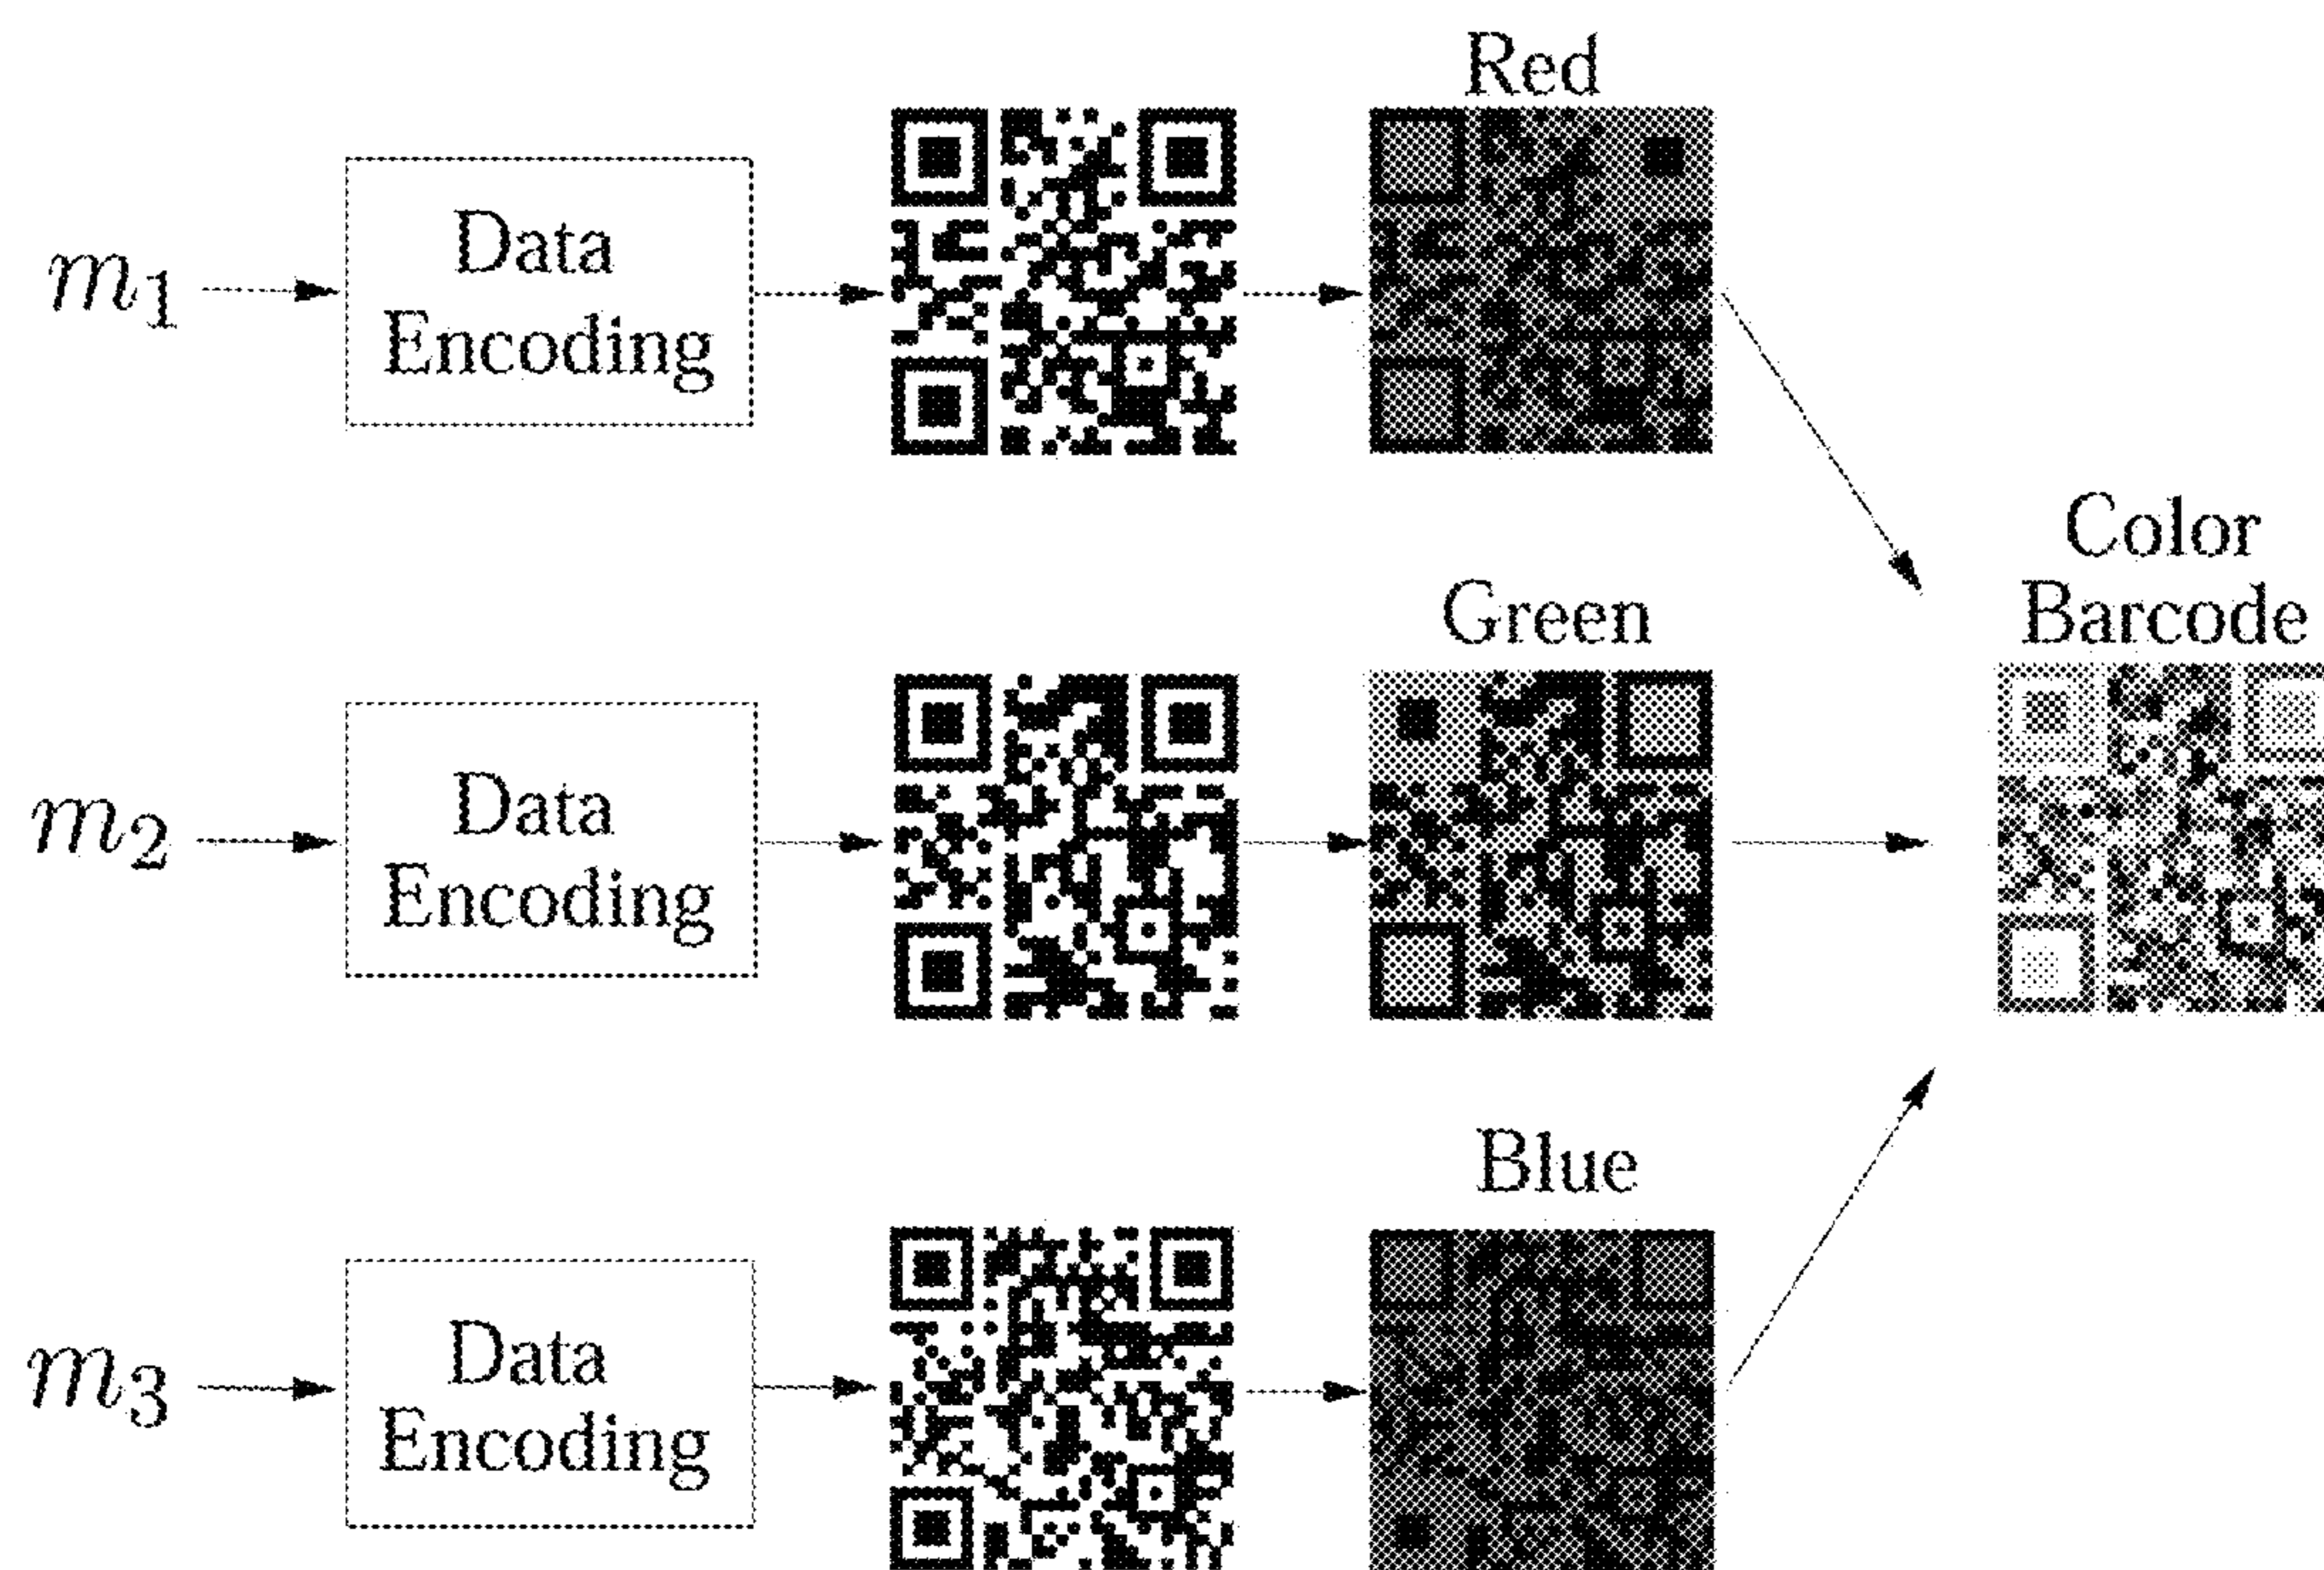 Red
m1
Data
Encoding
Color
Barcode
Green
m2
Data
Encoding
Blue
m3
Data
Encoding